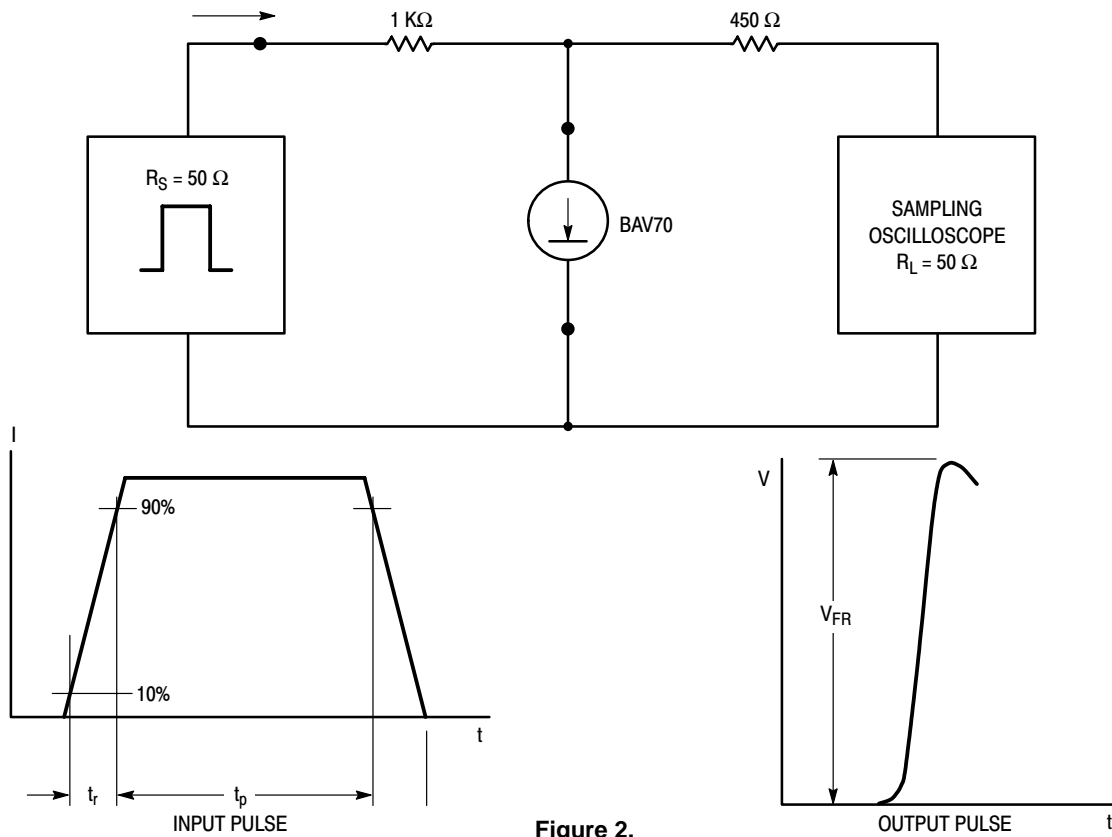 1 KΩ
450 Ω
R_S = 50 Ω
BAV70
SAMPLING
OSCILLOSCOPE
R_L = 50 Ω
I
90%
10%
t
t_r
t_p
INPUT PULSE
Figure 2.
V
V_FR
t
OUTPUT PULSE